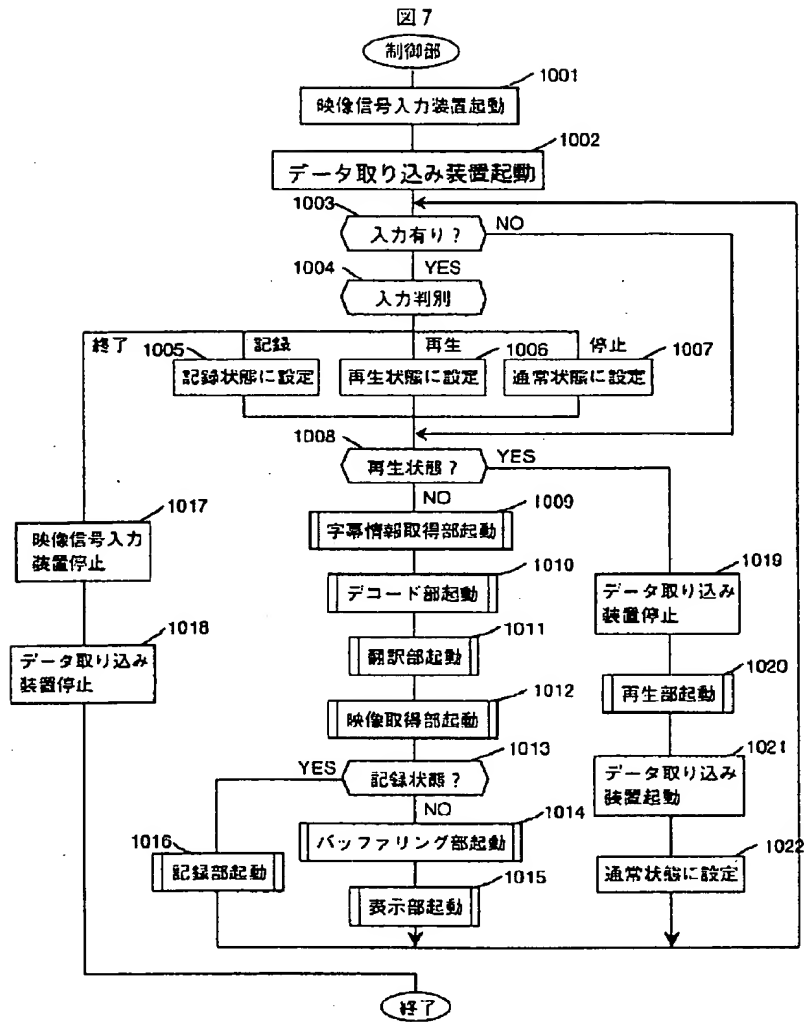 図7
制御部
1001
映像信号入力装置起動
1002
データ取り込み装置起動
1003
入力有り?
NO
1004
YES
入力判別
終了
1005
記録
再生
1006
停止
1007
記録状態に設定
再生状態に設定
通常状態に設定
1008
再生状態?
YES
NO
1009
字幕情報取得部起動
1010
デコード部起動
1011
翻訳部起動
1012
映像取得部起動
1013
YES
記録状態?
NO
1014
バッファリング部起動
1016
記録部起動
1015
表示部起動
1017
映像信号入力
装置停止
1018
データ取り込み
装置停止
1019
データ取り込み
装置停止
1020
再生部起動
1021
データ取り込み
装置起動
1022
通常状態に設定
終了